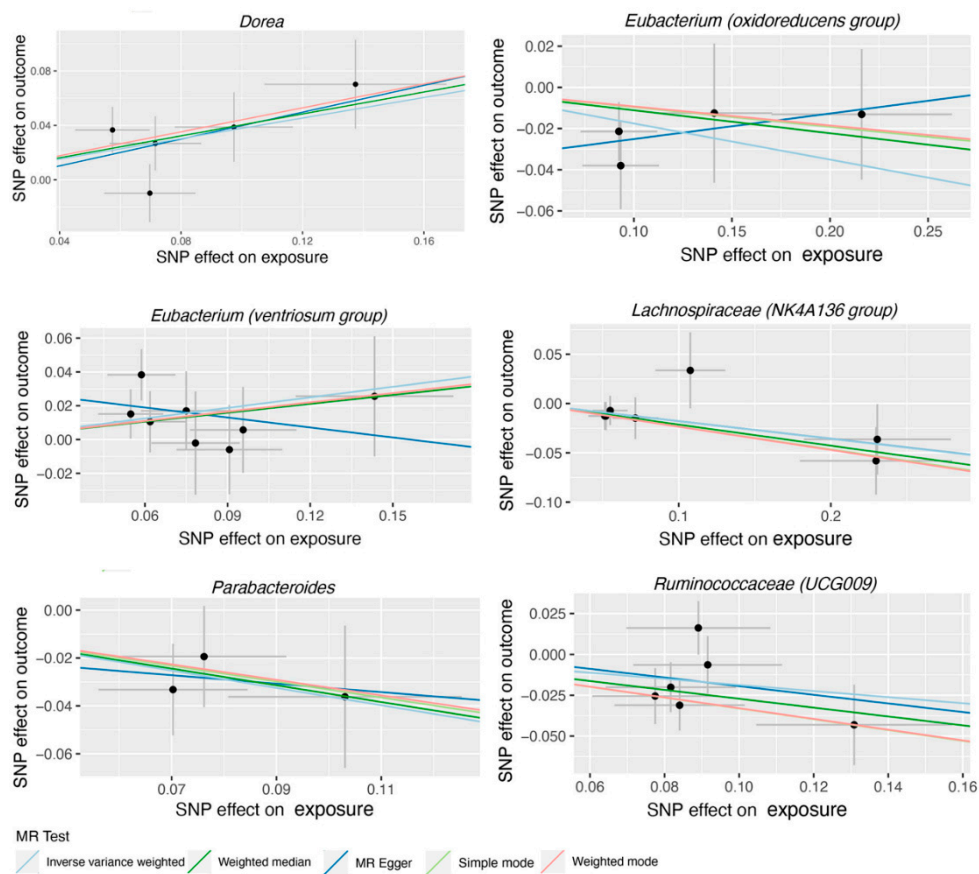 Dorea
SNP effect on outcome
0.08
0.04
0.00
0.04
0.08
0.12
0.16
SNP effect on exposure
Eubacterium (oxidoreducens group)
SNP effect on outcome
0.02
0.00
−0.02
−0.04
−0.06
0.10
0.15
0.20
0.25
SNP effect on exposure
Eubacterium (ventriosum group)
SNP effect on outcome
0.06
0.04
0.02
0.00
−0.02
0.06
0.09
0.12
0.15
SNP effect on exposure
Lachnospiraceae (NK4A136 group)
SNP effect on outcome
0.05
0.00
−0.05
−0.10
0.1
0.2
SNP effect on exposure
Parabacteroides
SNP effect on outcome
0.00
−0.02
−0.04
−0.06
0.07
0.09
0.11
SNP effect on exposure
Ruminococcaceae (UCG009)
SNP effect on outcome
0.025
0.000
−0.025
−0.050
0.06
0.08
0.10
0.12
0.14
0.16
SNP effect on exposure
MR Test
Inverse variance weighted
Weighted median
MR Egger
Simple mode
Weighted mode